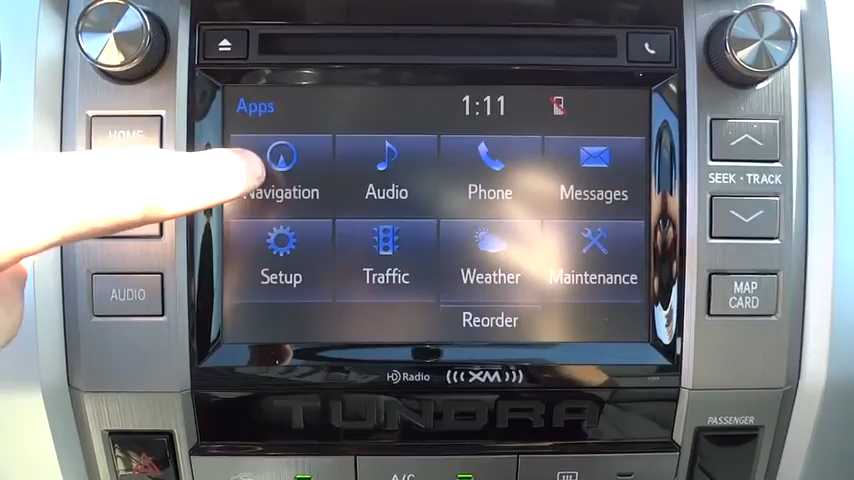 Apps 1:11
HOME
Navigation Audio Phone Messages
SEEK • TRACK
Setup Traffic Weather Maintenance
AUDIO
MAP
CARD
Reorder
HD Radio ((XM))
TUNDRA
PASSENGER
A/C